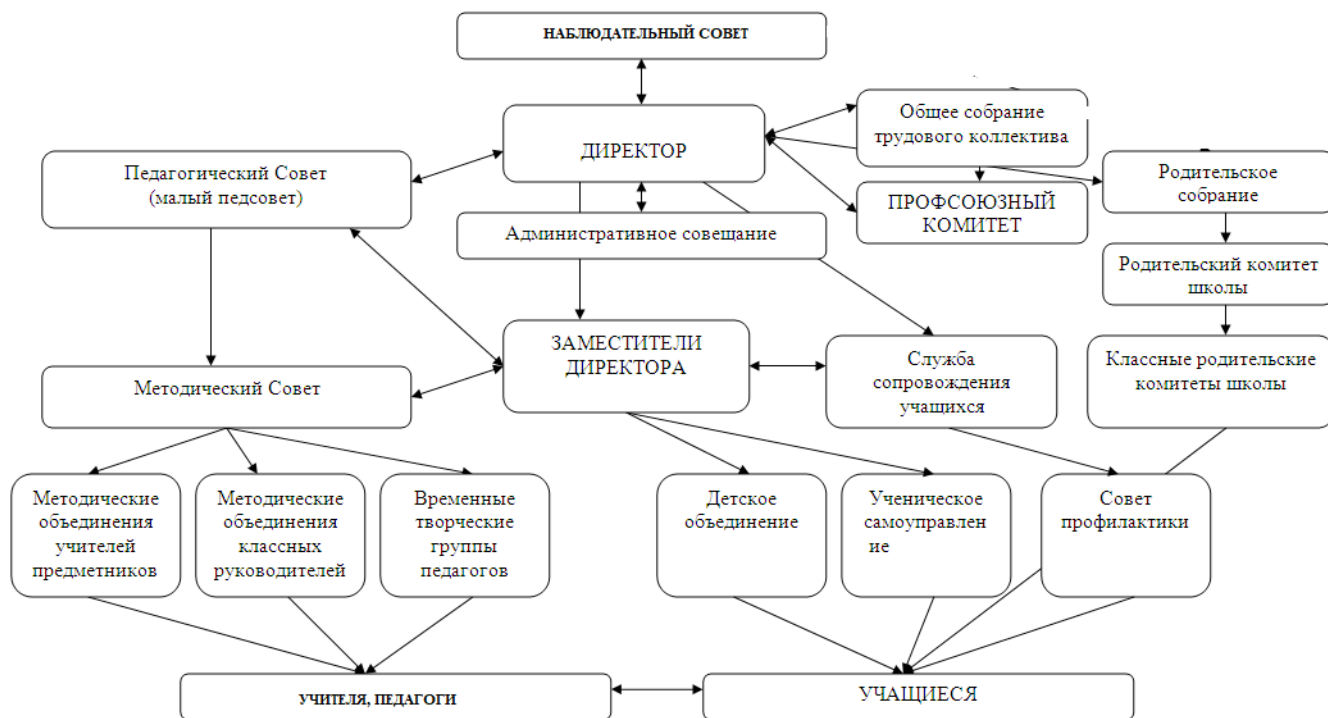 НАБЛЮДАТЕЛЬНЫЙ СОВЕТ
ДИРЕКТОР
Общее собрание
трудового коллектива
Педагогический Совет
(малый педсовет)
Родительское
собрание
ПРОФСОЮЗНЫЙ
КОМИТЕТ
Административное совещание
Родительский комитет
школы
ЗАМЕСТИТЕЛИ
ДИРЕКТОРА
Служба
сопровождения
учащихся
Классные родительские
комитеты школы
Методический Совет
Методические
объединения
учителей
предметников
Методические
объединения
классных
руководителей
Временные
творческие
группы
педагогов
Детское
объединение
Ученическое
самоуправлен
ие
Совет
профилактики
УЧИТЕЛЯ, ПЕДАГОГИ
УЧАЩИЕСЯ